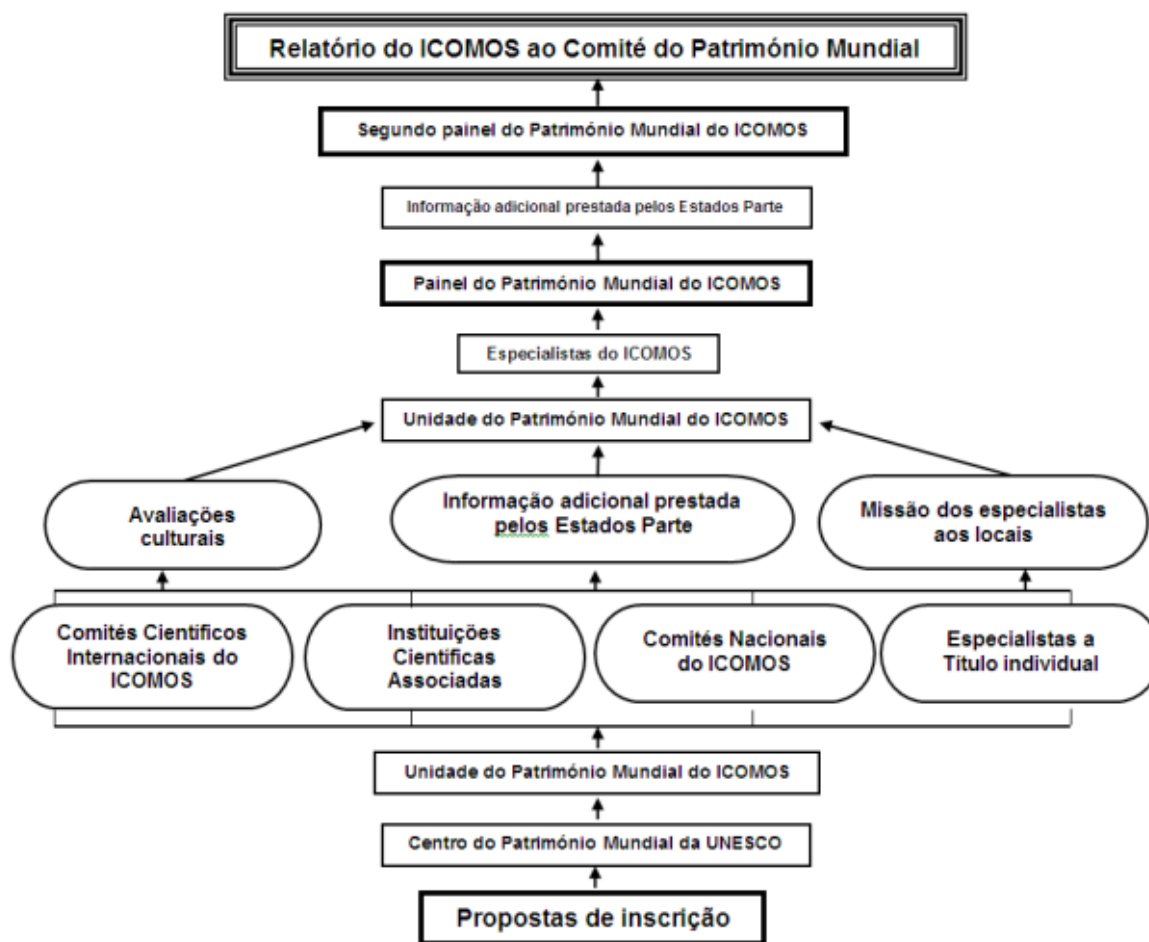 Relatório do ICOMOS ao Comité do Património Mundial
Segundo painel do Património Mundial do ICOMOS
Informação adicional prestada pelos Estados Parte
Painel do Património Mundial do ICOMOS
Especialistas do ICOMOS
Unidade do Património Mundial do ICOMOS
Avaliações
culturais
Informação adicional prestada
pelos Estados Parte
Missão dos especialistas
aos locais
Comités Científicos
Internacionais do
ICOMOS
Instituições
Científicas
Associadas
Comités Nacionais
do ICOMOS
Especialistas a
Título individual
Unidade do Património Mundial do ICOMOS
Centro do Património Mundial da UNESCO
Propostas de inscrição